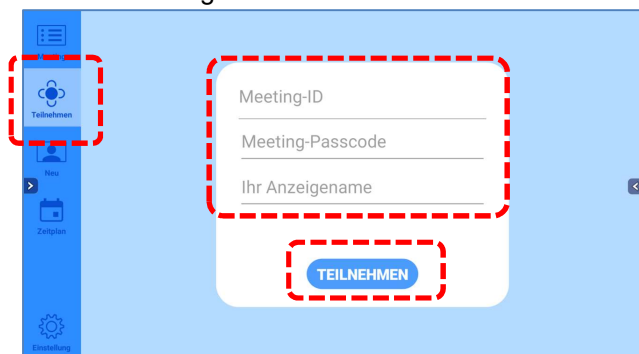 Teilnehmen
Neu
Zeitplan
Einstellung
Meeting-ID
Meeting-Passcode
Ihr Anzeigename
TEILNEHMEN